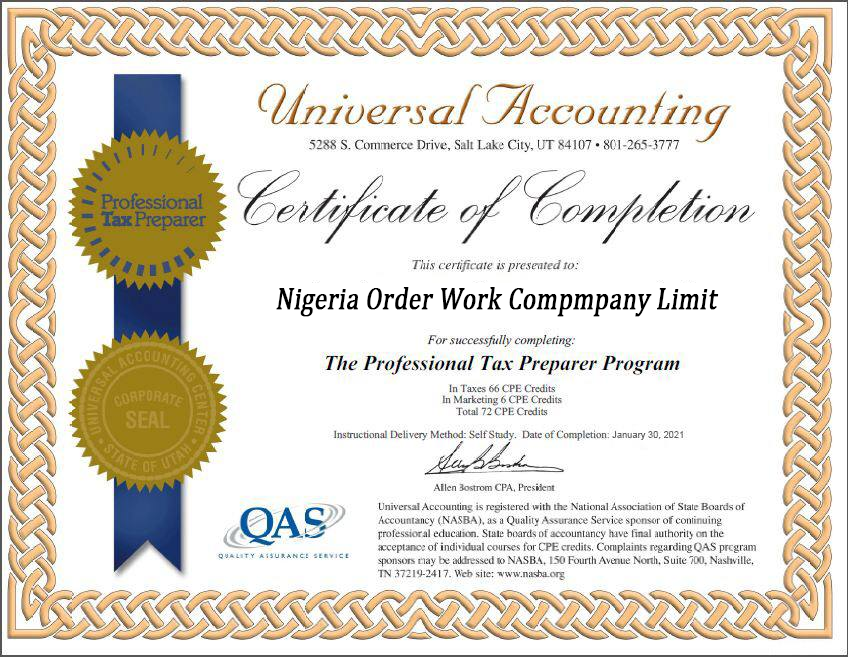 Universal Accounting
5288 S. Commerce Drive, Salt Lake City, UT 84107 • 801-265-3777
Professional
Tax Preparer
Certificate of Completion
This certificate is presented to:
Nigeria Order Work Compmpany Limit
For successfully completing:
The Professional Tax Preparer Program
In Taxes 66 CPE Credits
In Marketing 6 CPE Credits
Total 72 CPE Credits
UNIVERSAL ACCOUNTING CENTER
CORPORATE
SEAL
• STATE OF UTAH •
Instructional Delivery Method: Self Study. Date of Completion: January 30, 2021
Allen Bostrom CPA, President
QAS
QUALITY ASSURANCE SERVICE
Universal Accounting is registered with the National Association of State Boards of
Accountancy (NASBA), as a Quality Assurance Service sponsor of continuing
professional education. State boards of accountancy have final authority on the
acceptance of individual courses for CPE credits. Complaints regarding QAS program
sponsors may be addressed to NASBA, 150 Fourth Avenue North, Suite 700, Nashville,
TN 37219-2417. Web site: www.nasba.org